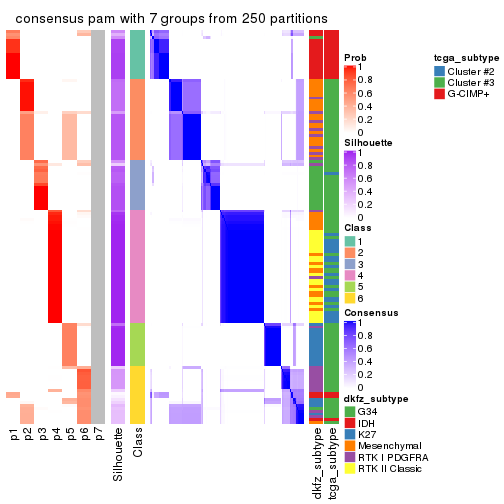 consensus pam with 7 groups from 250 partitions
p1
p2
p3
p4
p5
p6
p7
Silhouette
Class
dkfz_subtype
tcga_subtype
Prob
1
0.8
0.6
0.4
0.2
0
Silhouette
1
0.8
0.6
0.4
0.2
0
Class
1
2
3
4
5
6
Consensus
1
0.8
0.6
0.4
0.2
0
dkfz_subtype
G34
IDH
K27
Mesenchymal
RTK I PDGFRA
RTK II Classic
tcga_subtype
Cluster #2
Cluster #3
G-CIMP+